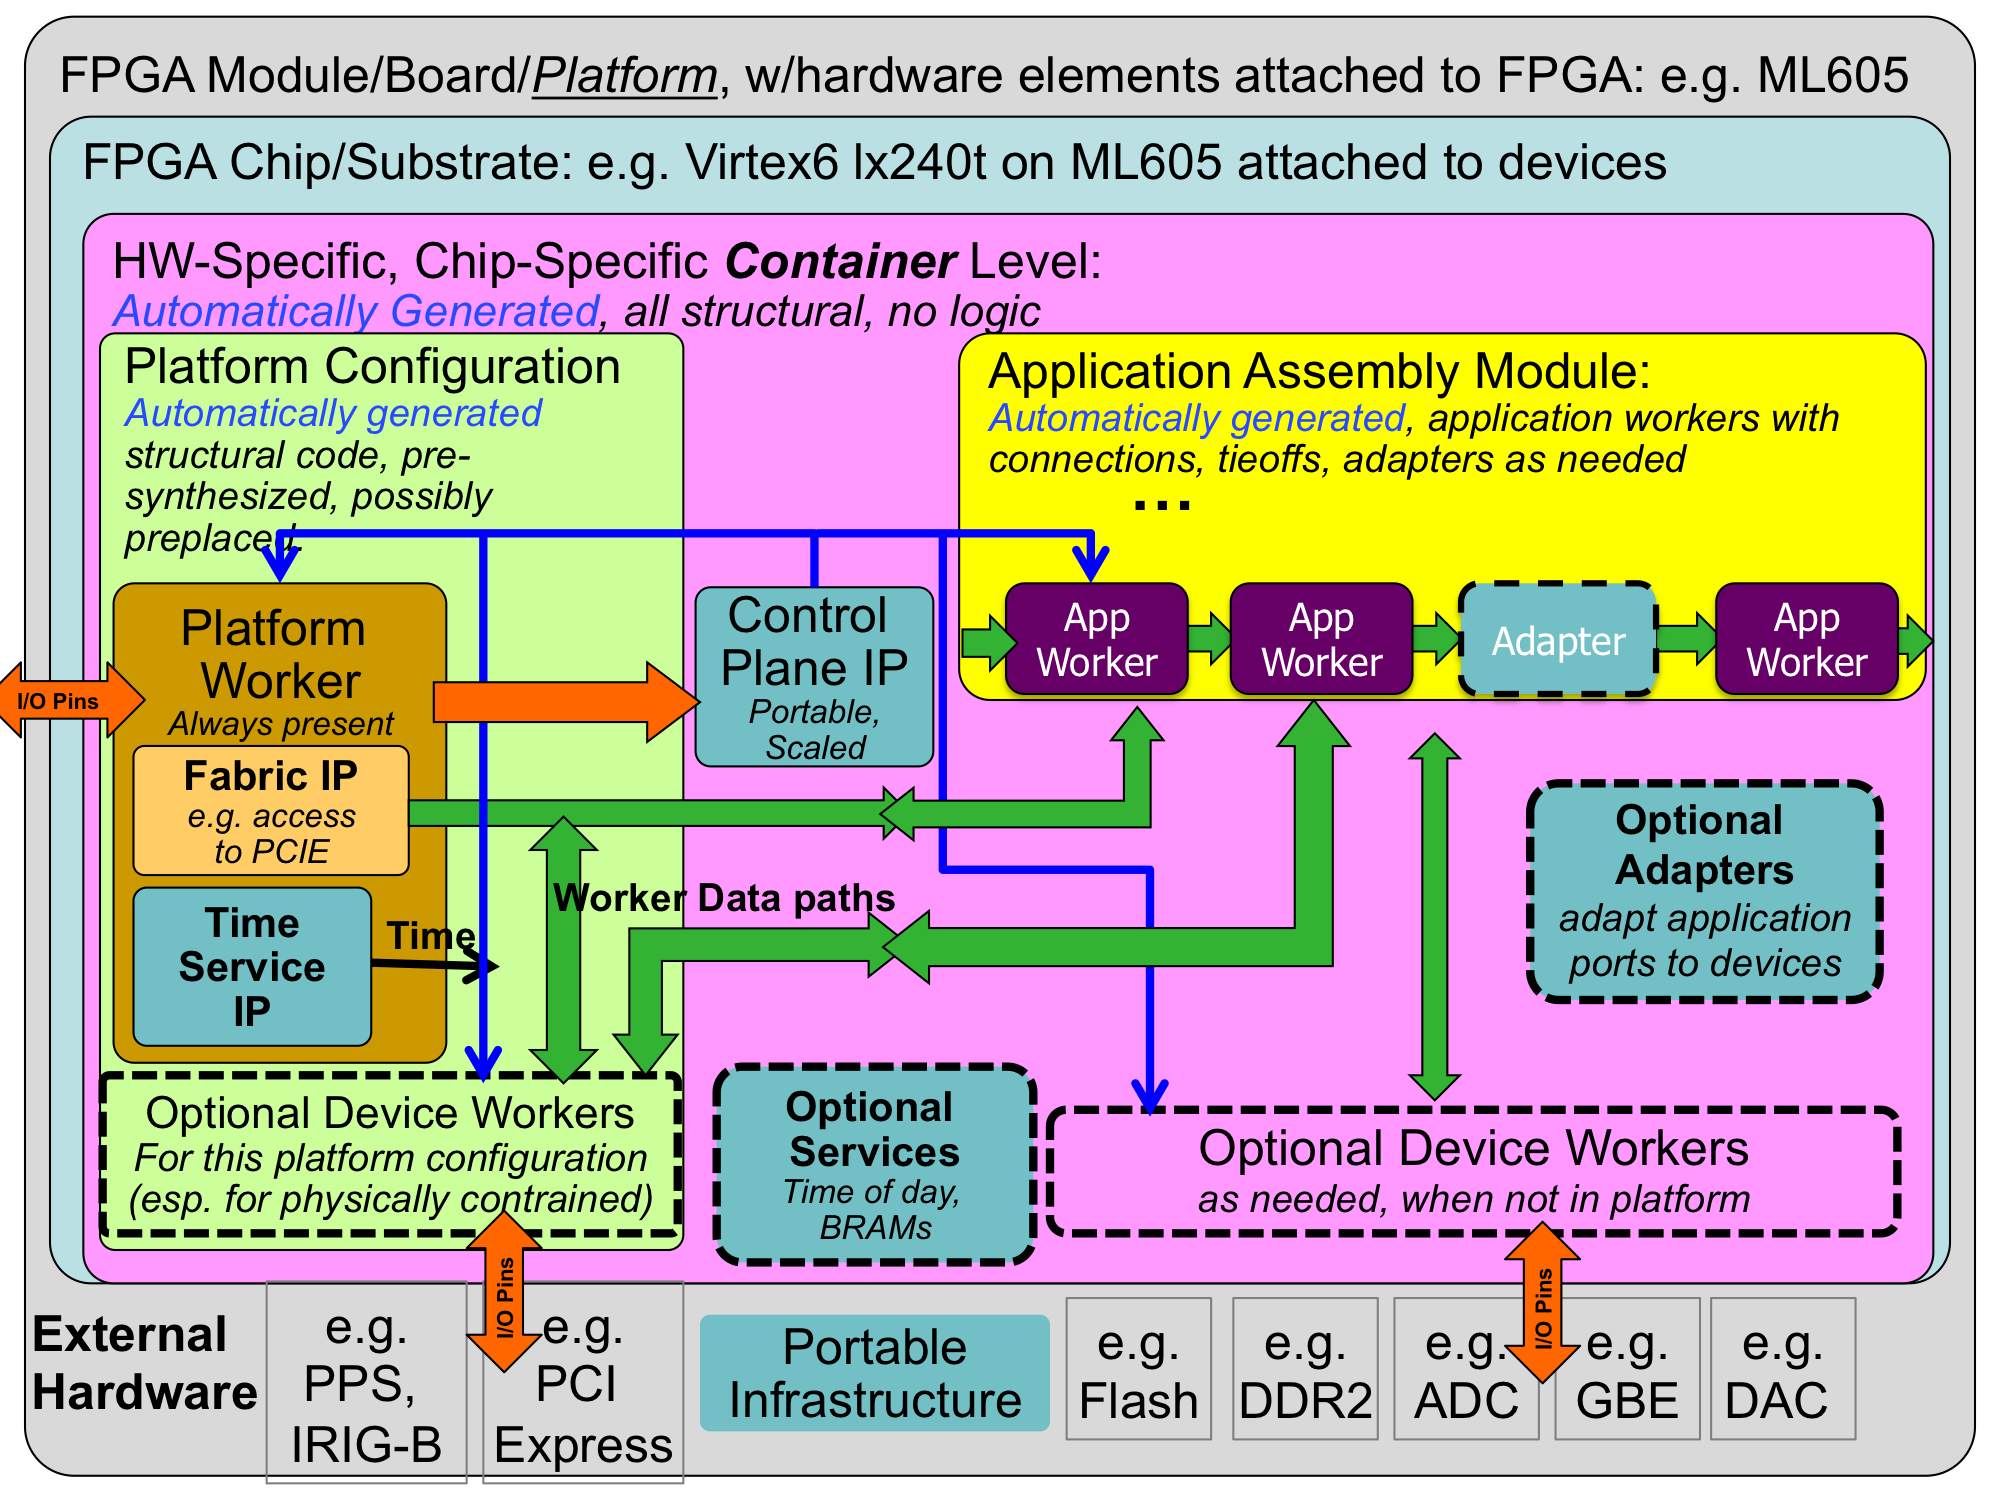 FPGA Module/Board/Platform, w/hardware elements attached to FPGA: e.g. ML605
FPGA Chip/Substrate: e.g. Virtex6 lx240t on ML605 attached to devices
HW-Specific, Chip-Specific Container Level:
Automatically Generated, all structural, no logic
Platform Configuration
Automatically generated
structural code, pre-
synthesized, possibly
preplaced.
Application Assembly Module:
Automatically generated, application workers with
connections, tieoffs, adapters as needed
...
Platform
Worker
Always present
I/O Pins
Fabric IP
e.g. access
to PCIE
Time
Service
IP
Time
Control
Plane IP
Portable,
Scaled
App
Worker
App
Worker
Adapter
App
Worker
Worker Data paths
Optional
Adapters
adapt application
ports to devices
Optional Device Workers
For this platform configuration
(esp. for physically contrained)
Optional
Services
Time of day,
BRAMs
Optional Device Workers
as needed, when not in platform
I/O Pins
I/O Pins
External
Hardware
e.g.
PPS,
IRIG-B
e.g.
PCI
Express
Portable
Infrastructure
e.g.
Flash
e.g.
DDR2
e.g.
ADC
e.g.
GBE
e.g.
DAC